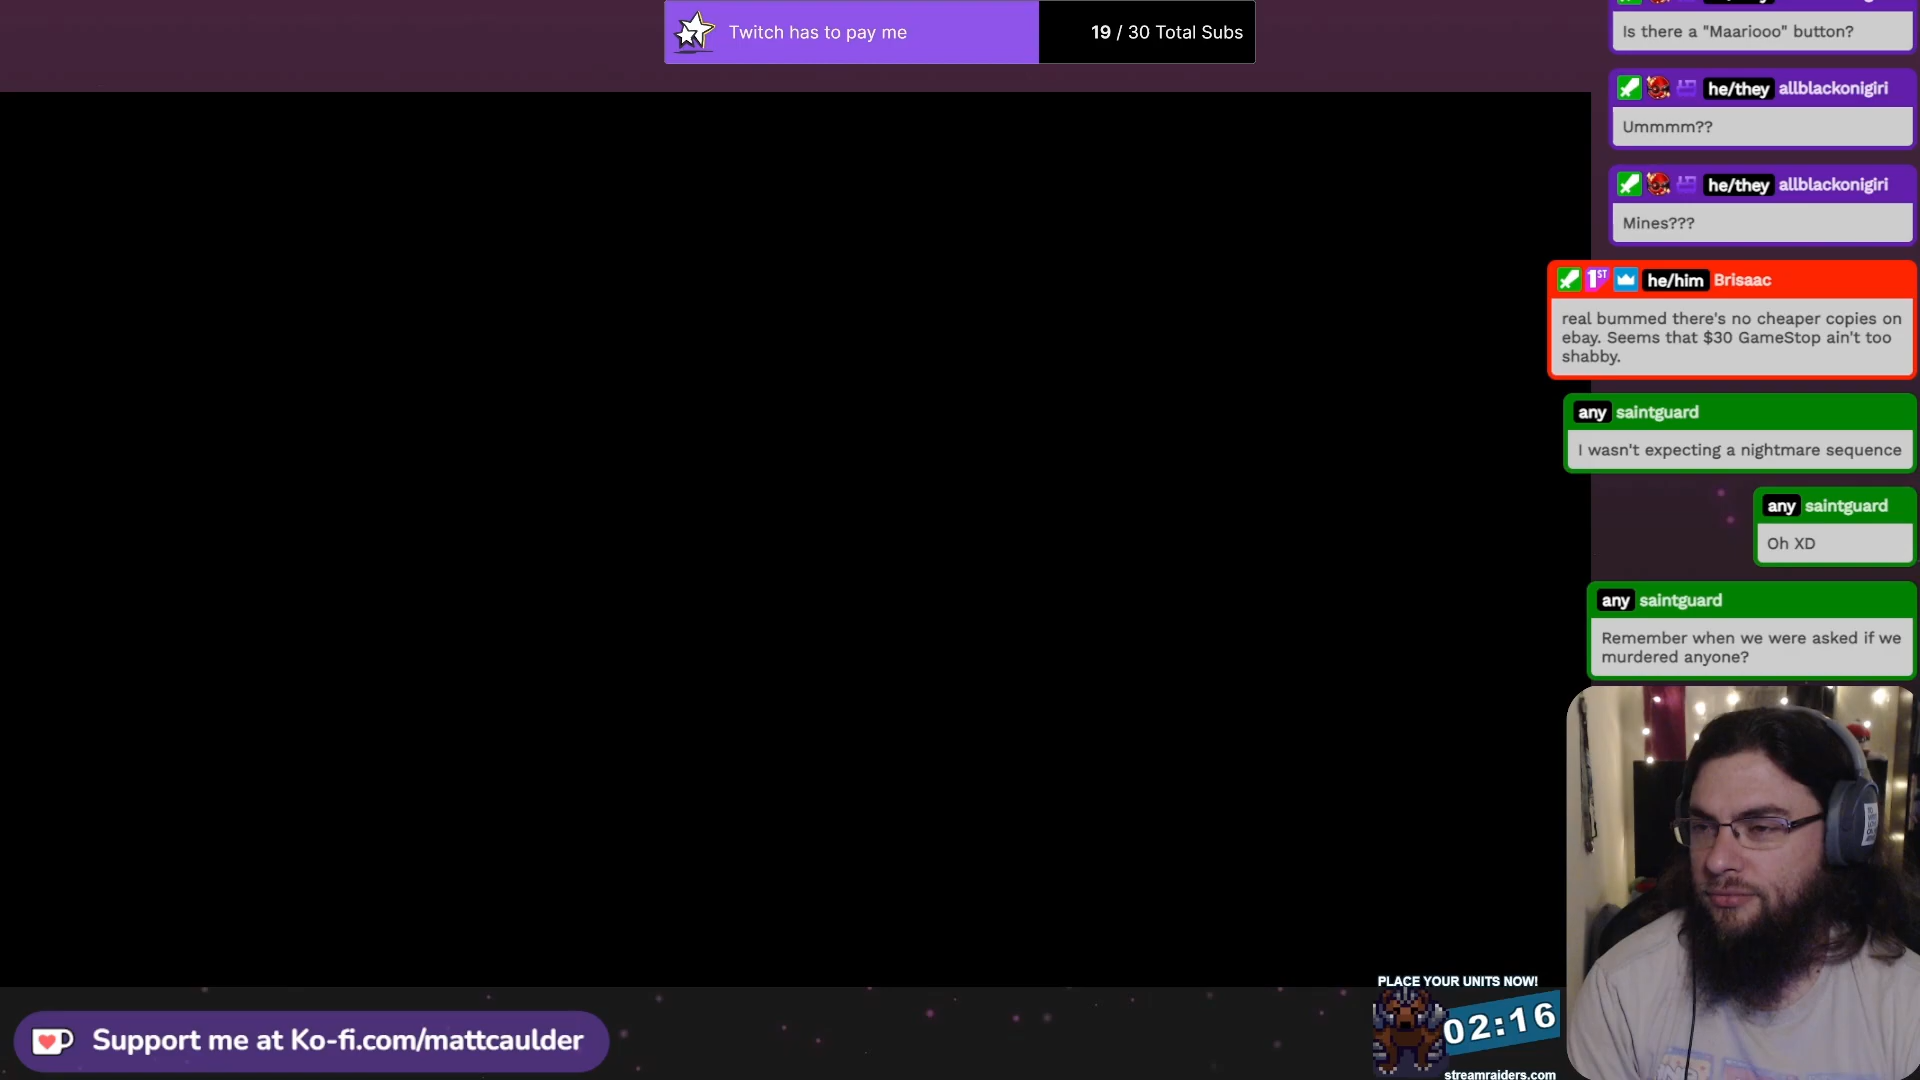 Twitch has to pay me
19 / 30 Total Subs
Is there a "Maariooo" button?
he/they allblackonigiri
Ummmm??
he/they allblackonigiri
Mines???
1ST he/him Brisaac
real bummed there's no cheaper copies on
ebay. Seems that $30 GameStop ain't too
shabby.
any saintguard
I wasn't expecting a nightmare sequence
any saintguard
Oh XD
any saintguard
Remember when we were asked if we
murdered anyone?
PLACE YOUR UNITS NOW!
02:16
streamraiders.com
Support me at Ko-fi.com/mattcaulder